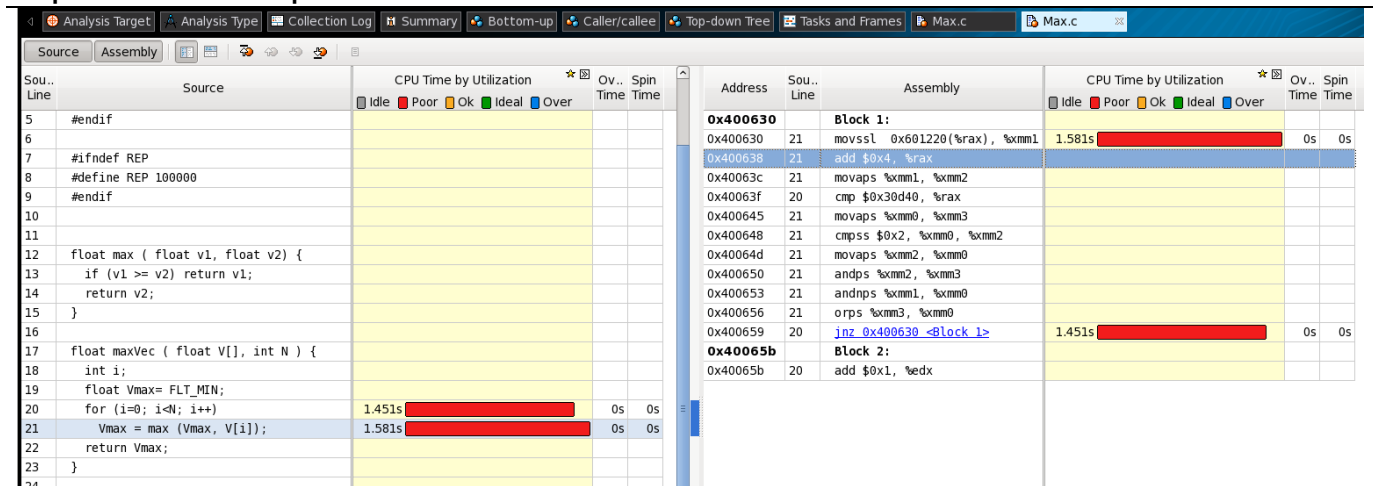 Analysis Target Analysis Type Collection Log Summary Bottom-up Caller/callee Top-down Tree Tasks and Frames Max.c Max.c
Source Assembly
Sou.. Line Source CPU Time by Utilization Ov.. Time Spin Time
Idle Poor Ok Ideal Over
5 #endif
6
7 #ifndef REP
8 #define REP 100000
9 #endif
10
11
12 float max ( float v1, float v2) {
13 if (v1 >= v2) return v1;
14 return v2;
15 }
16
17 float maxVec ( float V[], int N ) {
18 int i;
19 float Vmax= FLT_MIN;
20 for (i=0; i<N; i++) 1.451s 0s 0s
21 Vmax = max (Vmax, V[i]); 1.581s 0s 0s
22 return Vmax;
23 }
Address Sou.. Line Assembly CPU Time by Utilization Ov.. Time Spin Time
Idle Poor Ok Ideal Over
0x400630 Block 1:
0x400630 21 movssl 0x601220(%rax), %xmm1 1.581s 0s 0s
0x400638 21 add $0x4, %rax
0x40063c 21 movaps %xmm1, %xmm2
0x40063f 20 cmp $0x30d40, %rax
0x400645 21 movaps %xmm0, %xmm3
0x400648 21 cmpss $0x2, %xmm0, %xmm2
0x40064d 21 movaps %xmm2, %xmm0
0x400650 21 andps %xmm2, %xmm3
0x400653 21 andnps %xmm1, %xmm0
0x400656 21 orps %xmm3, %xmm0
0x400659 20 jnz 0x400630 <Block 1> 1.451s 0s 0s
0x40065b Block 2:
0x40065b 20 add $0x1, %edx